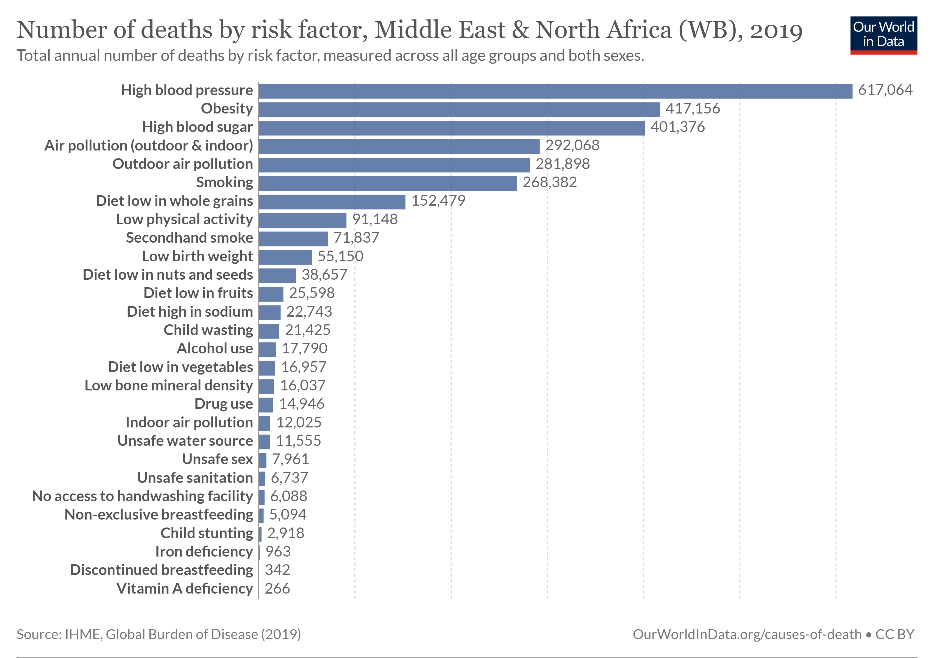 Number of deaths by risk factor, Middle East & North Africa (WB), 2019
Our World
in Data
Total annual number of deaths by risk factor, measured across all age groups and both sexes.
High blood pressure 617,064
Obesity 417,156
High blood sugar 401,376
Air pollution (outdoor & indoor) 292,068
Outdoor air pollution 281,898
Smoking 268,382
Diet low in whole grains 152,479
Low physical activity 91,148
Secondhand smoke 71,837
Low birth weight 55,150
Diet low in nuts and seeds 38,657
Diet low in fruits 25,598
Diet high in sodium 22,743
Child wasting 21,425
Alcohol use 17,790
Diet low in vegetables 16,957
Low bone mineral density 16,037
Drug use 14,946
Indoor air pollution 12,025
Unsafe water source 11,555
Unsafe sex 7,961
Unsafe sanitation 6,737
No access to handwashing facility 6,088
Non-exclusive breastfeeding 5,094
Child stunting 2,918
Iron deficiency 963
Discontinued breastfeeding 342
Vitamin A deficiency 266
Source: IHME, Global Burden of Disease (2019)
OurWorldInData.org/causes-of-death • CC BY